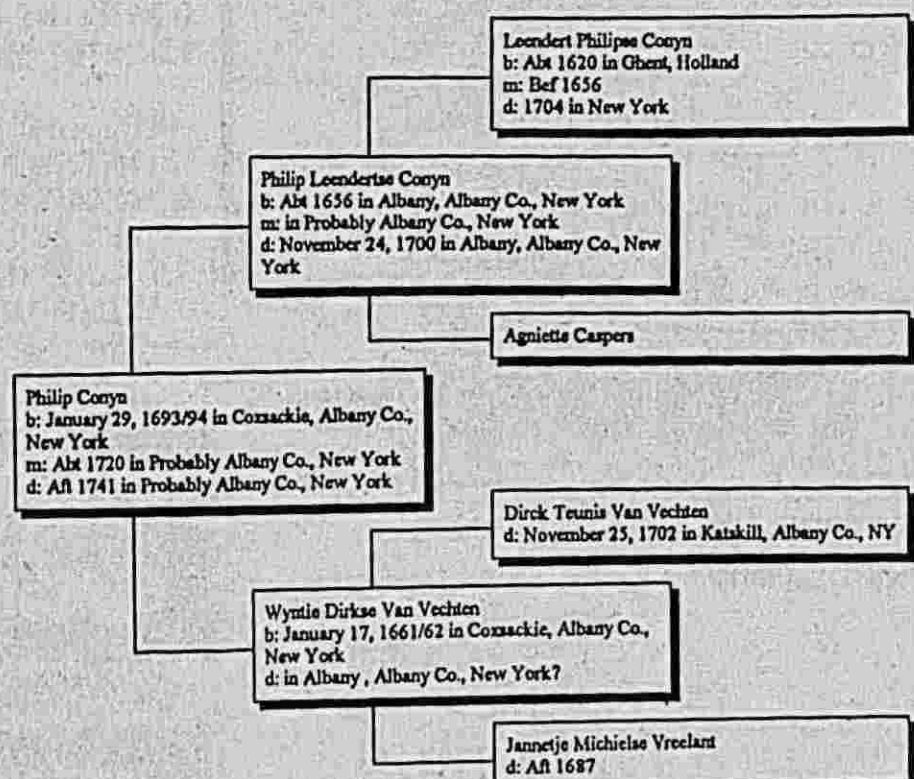 Leendert Philipse Conyn
b: Abt 1620 in Ghent, Holland
m: Bef 1656
d: 1704 in New York
Philip Leendertse Conyn
b: Abt 1656 in Albany, Albany Co., New York
m: in Probably Albany Co., New York
d: November 24, 1700 in Albany, Albany Co., New
York
Agniette Caspers
Philip Conyn
b: January 29, 1693/94 in Coxsackie, Albany Co.,
New York
m: Abt 1720 in Probably Albany Co., New York
d: Aft 1741 in Probably Albany Co., New York
Dirck Teunis Van Vechten
d: November 25, 1702 in Katskill, Albany Co., NY
Wyntie Dirkse Van Vechten
b: January 17, 1661/62 in Coxsackie, Albany Co.,
New York
d: in Albany , Albany Co., New York?
Jannetje Michielse Vreelant
d: Aft 1687